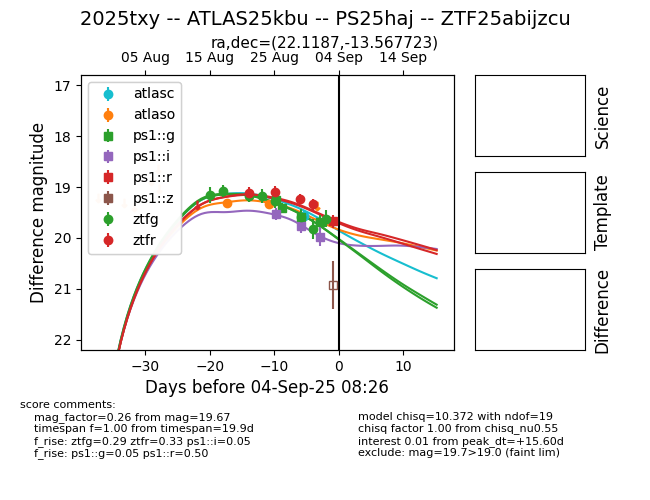 2025txy -- ATLAS25kbu -- PS25haj -- ZTF25abijzcu
ra,dec=(22.1187,-13.567723)
05 Aug 15 Aug 25 Aug 04 Sep 14 Sep
17
18
19
20
21
22
Difference magnitude
atlasc
atlaso
ps1::g
ps1::i
ps1::r
ps1::z
ztfg
ztfr
−30 −20 −10 0 10
Days before 04-Sep-25 08:26
Science
Template
Difference
score comments:
mag_factor=0.26 from mag=19.67
timespan f=1.00 from timespan=19.9d
f_rise: ztfg=0.29 ztfr=0.33 ps1::i=0.05
f_rise: ps1::g=0.05 ps1::r=0.50
model chisq=10.372 with ndof=19
chisq factor 1.00 from chisq_nu0.55
interest 0.01 from peak_dt=+15.60d
exclude: mag=19.7>19.0 (faint lim)